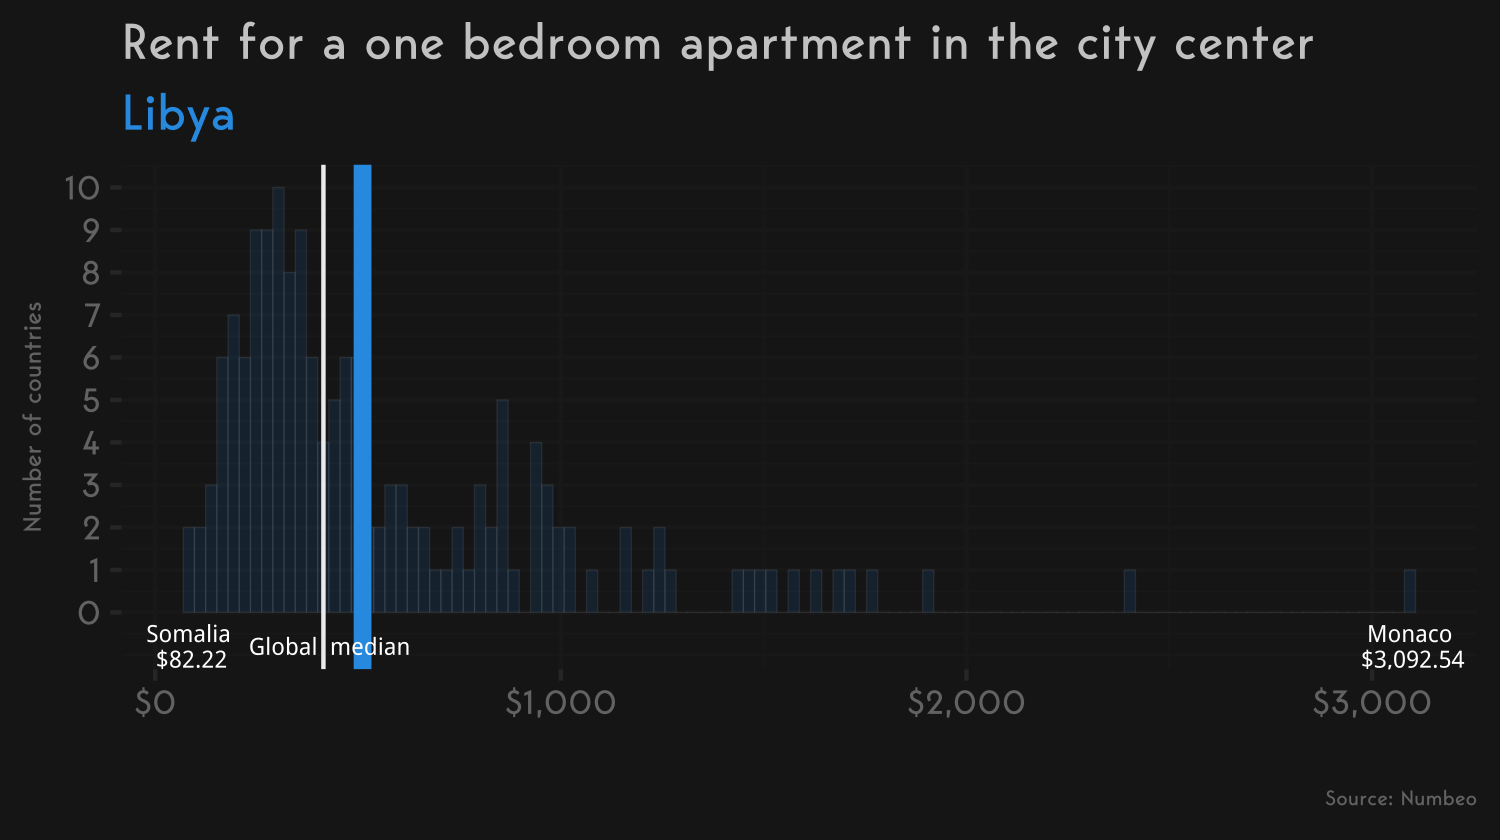 Rent for a one bedroom apartment in the city center
Libya
Number of countries
10
9
8
7
6
5
4
3
2
1
0
Somalia
$82.22
Global median
Monaco
$3,092.54
$0
$1,000
$2,000
$3,000
Source: Numbeo